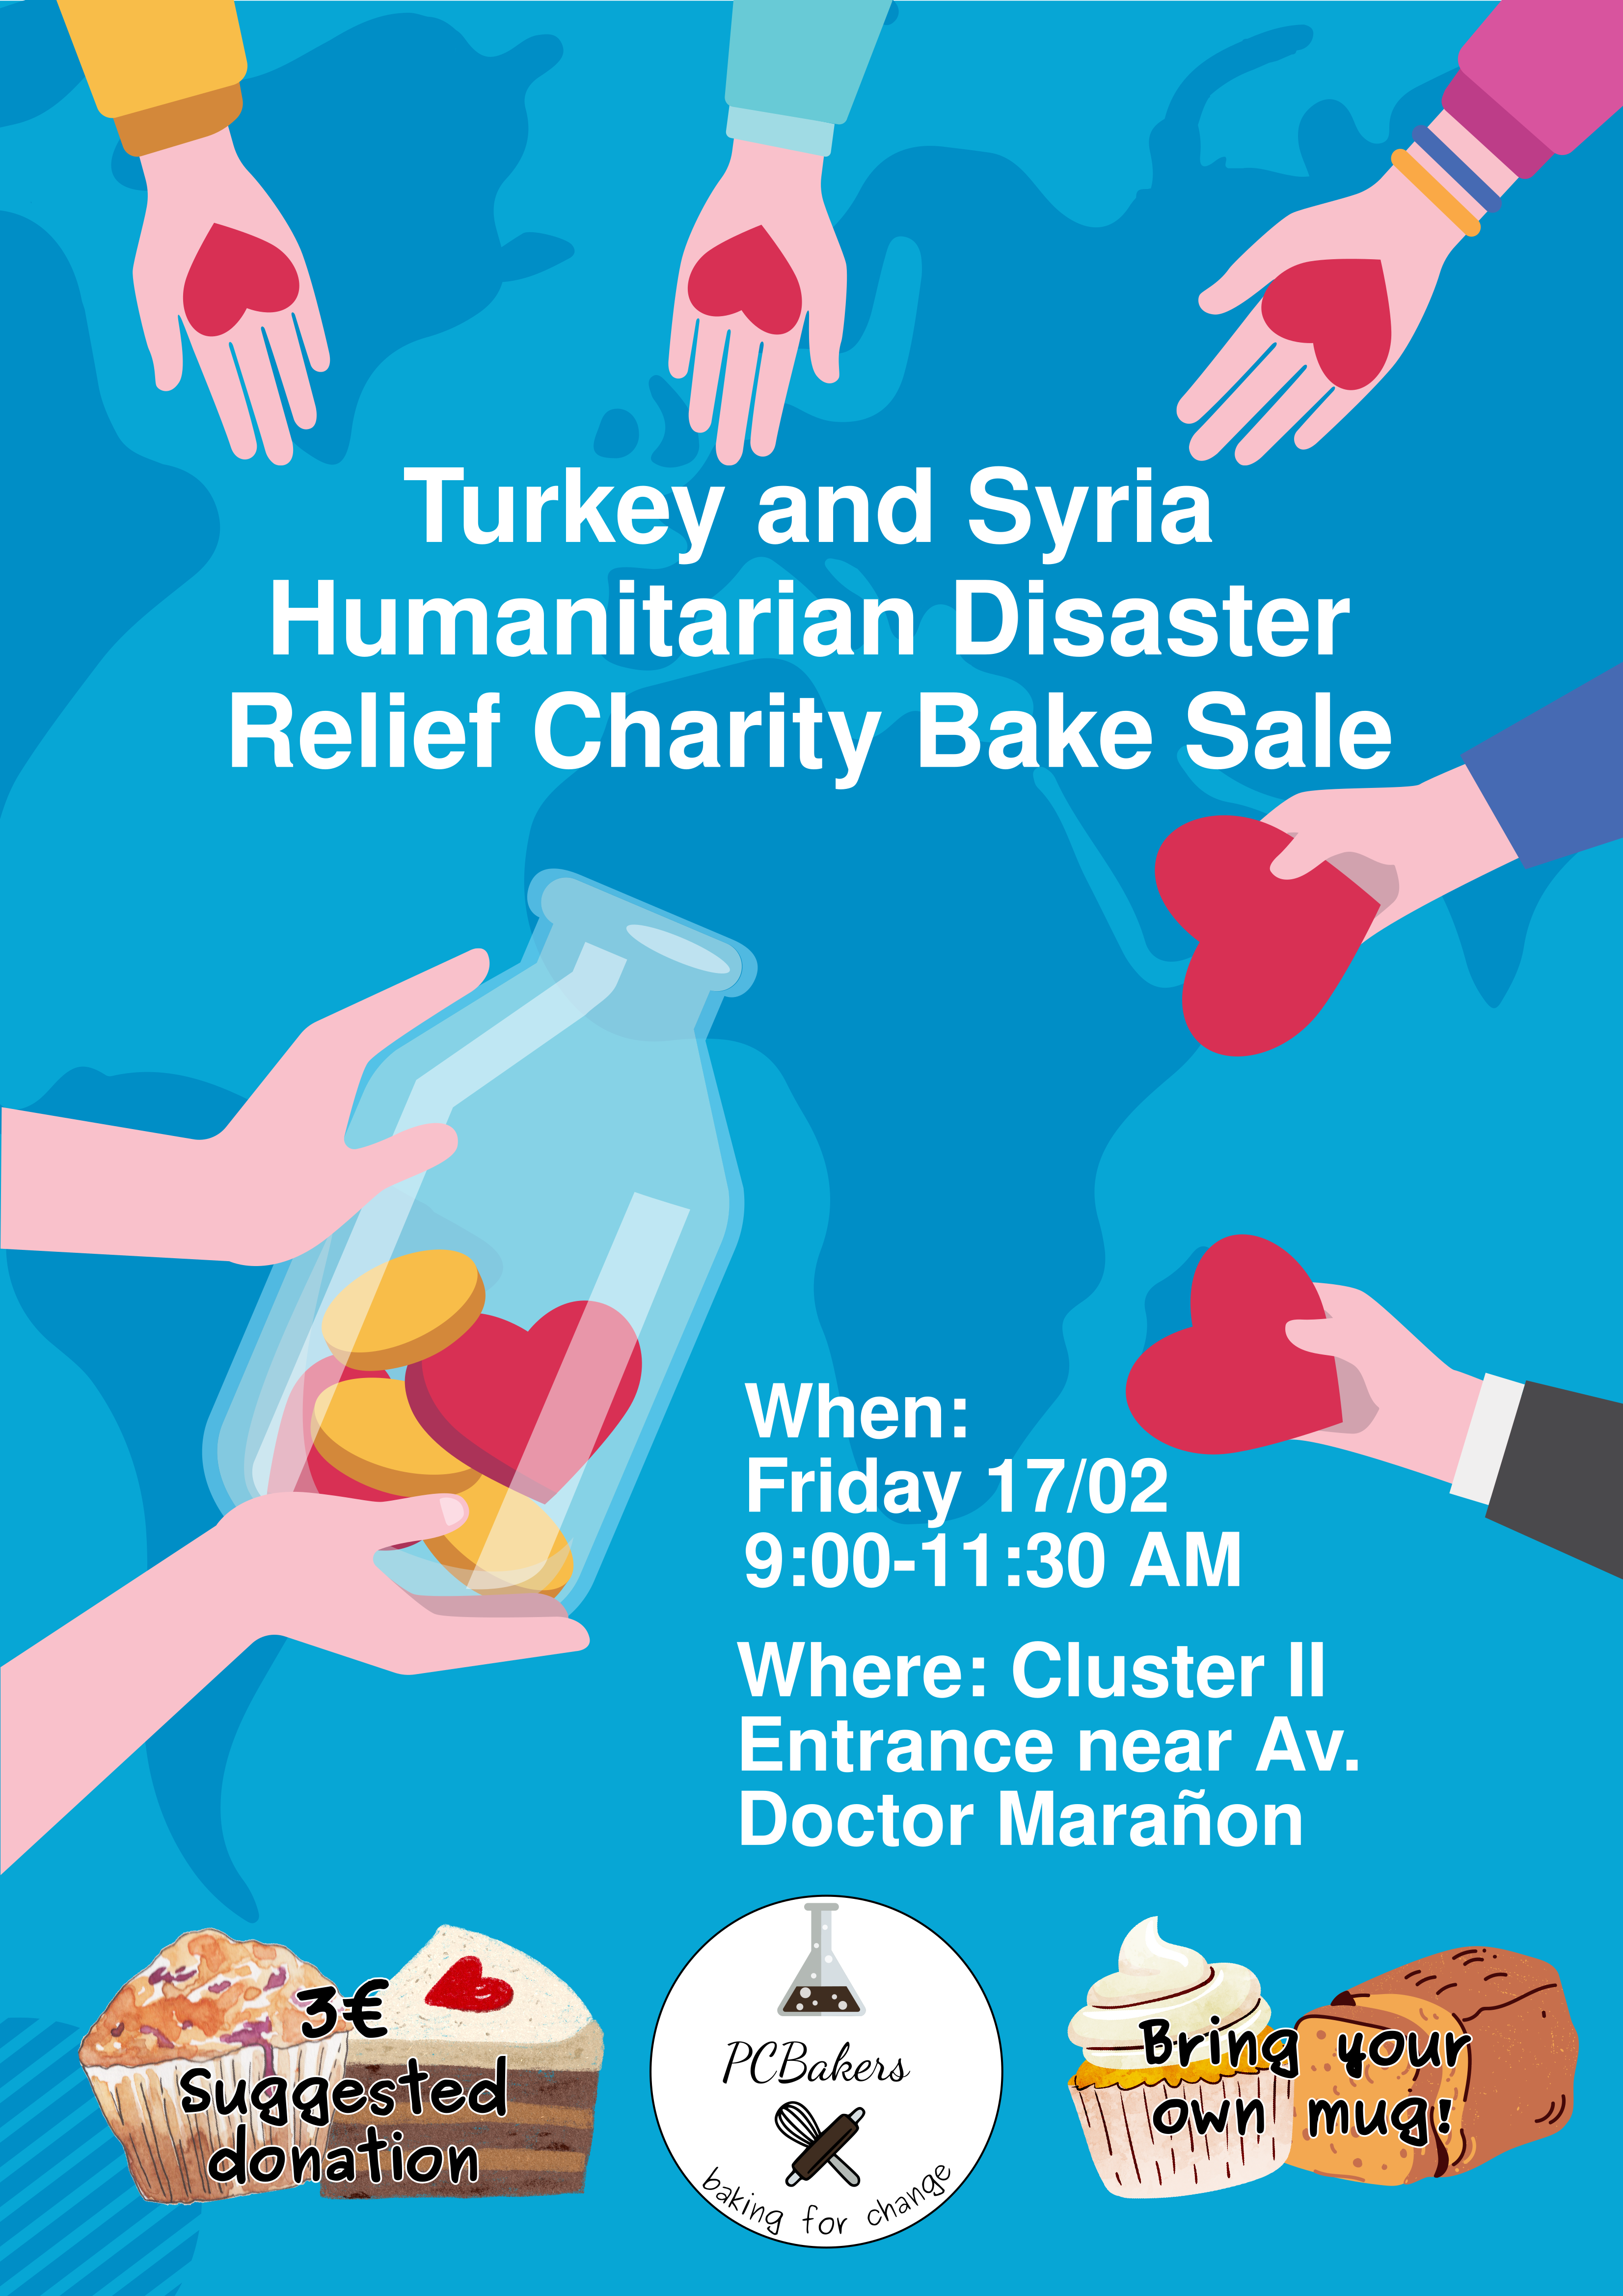 Turkey and Syria
Humanitarian Disaster
Relief Charity Bake Sale
When:
Friday 17/02
9:00-11:30 AM
Where: Cluster II
Entrance near Av.
Doctor Marañon
3€
Suggested
donation
PCBakers
baking for change
Bring your
own mug!